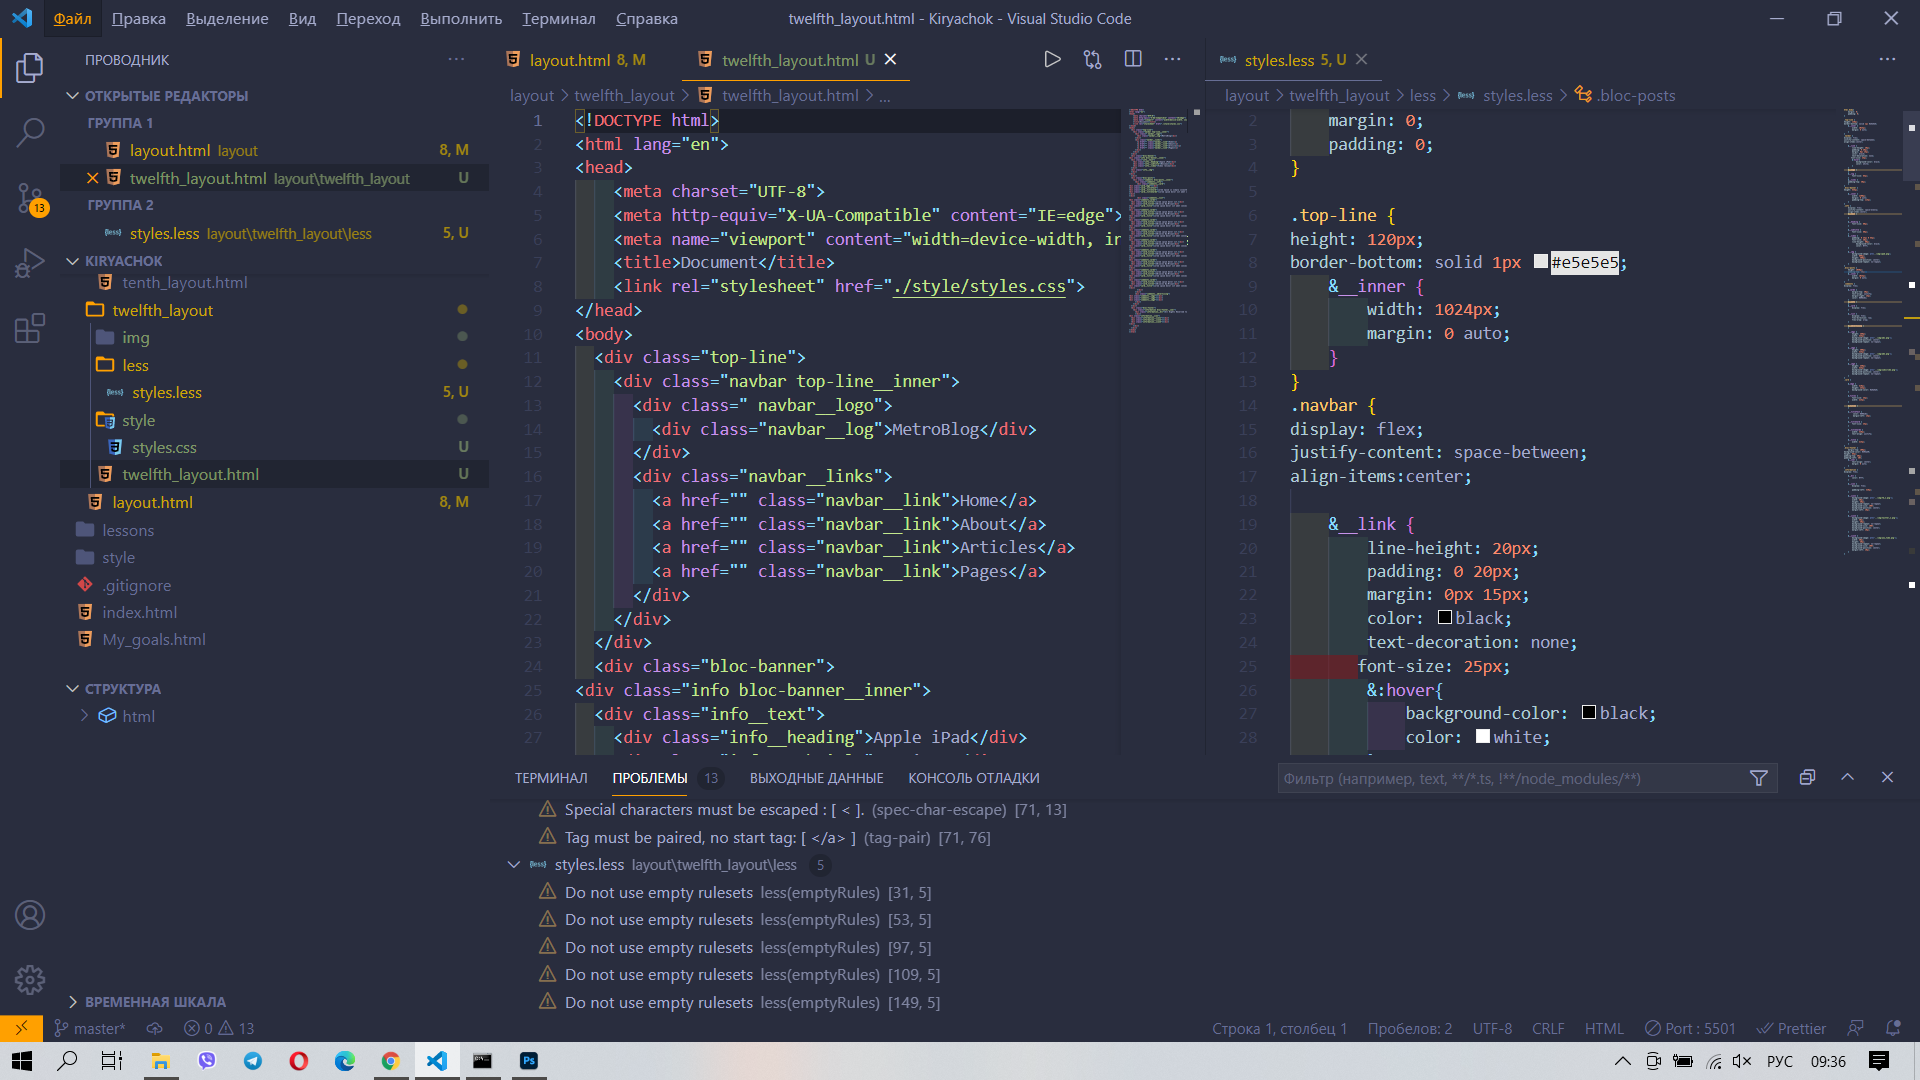 Файл Правка Выделение Вид Переход Выполнить Терминал Справка
twelfth_layout.html - Kiryachok - Visual Studio Code
ПРОВОДНИК
ОТКРЫТЫЕ РЕДАКТОРЫ
ГРУППА 1
layout.html layout 8, M
twelfth_layout.html layout\twelfth_layout U
ГРУППА 2
styles.less layout\twelfth_layout\less 5, U
KIRYACHOK
tenth_layout.html
twelfth_layout
img
less
styles.less 5, U
style
styles.css U
twelfth_layout.html U
layout.html 8, M
lessons
style
.gitignore
index.html
My_goals.html
СТРУКТУРА
html
ВРЕМЕННАЯ ШКАЛА
13
layout.html 8, M
twelfth_layout.html U
layout > twelfth_layout > twelfth_layout.html > ...
1 <!DOCTYPE html>
2 <html lang="en">
3 <head>
4 <meta charset="UTF-8">
5 <meta http-equiv="X-UA-Compatible" content="IE=edge">
6 <meta name="viewport" content="width=device-width, ir
7 <title>Document</title>
8 <link rel="stylesheet" href="./style/styles.css">
9 </head>
10 <body>
11 <div class="top-line">
12 <div class="navbar top-line__inner">
13 <div class=" navbar__logo">
14 <div class="navbar__log">MetroBlog</div>
15 </div>
16 <div class="navbar__links">
17 <a href="" class="navbar__link">Home</a>
18 <a href="" class="navbar__link">About</a>
19 <a href="" class="navbar__link">Articles</a>
20 <a href="" class="navbar__link">Pages</a>
21 </div>
22 </div>
23 </div>
24 <div class="bloc-banner">
25 <div class="info bloc-banner__inner">
26 <div class="info__text">
27 <div class="info__heading">Apple iPad</div>
styles.less 5, U
layout > twelfth_layout > less > styles.less > .bloc-posts
2 margin: 0;
3 padding: 0;
4 }
5
6 .top-line {
7 height: 120px;
8 border-bottom: solid 1px #e5e5e5;
9 &__inner {
10 width: 1024px;
11 margin: 0 auto;
12 }
13 }
14 .navbar {
15 display: flex;
16 justify-content: space-between;
17 align-items:center;
18
19 &__link {
20 line-height: 20px;
21 padding: 0 20px;
22 margin: 0px 15px;
23 color: black;
24 text-decoration: none;
25 font-size: 25px;
26 &:hover{
27 background-color: black;
28 color: white;
ТЕРМИНАЛ ПРОБЛЕМЫ 13 ВЫХОДНЫЕ ДАННЫЕ КОНСОЛЬ ОТЛАДКИ
Фильтр (например, text, **/*.ts, !**/node_modules/**)
Special characters must be escaped : [ < ]. (spec-char-escape) [71, 13]
Tag must be paired, no start tag: [ </a> ] (tag-pair) [71, 76]
styles.less layout\twelfth_layout\less 5
Do not use empty rulesets less(emptyRules) [31, 5]
Do not use empty rulesets less(emptyRules) [53, 5]
Do not use empty rulesets less(emptyRules) [97, 5]
Do not use empty rulesets less(emptyRules) [109, 5]
Do not use empty rulesets less(emptyRules) [149, 5]
master* 0 13
Строка 1, столбец 1 Пробелов: 2 UTF-8 CRLF HTML Port : 5501 Prettier
Ps
РУС 09:36